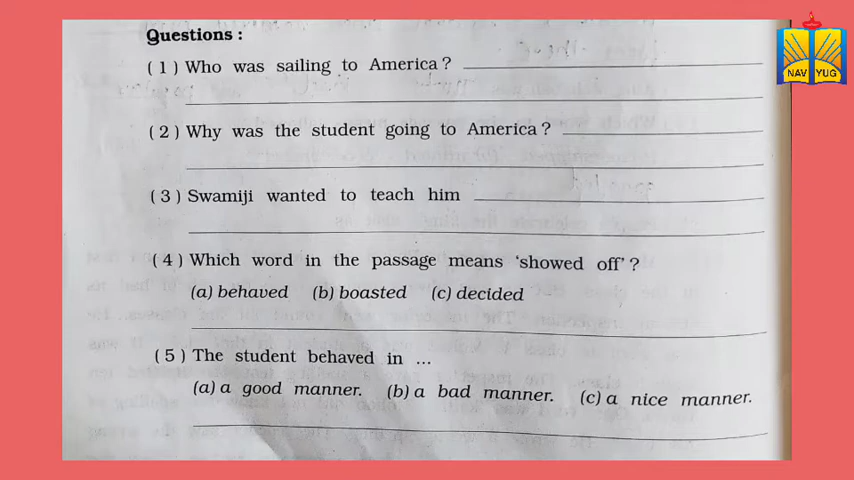 Questions :
( 1 ) Who was sailing to America ?
( 2 ) Why was the student going to America ?
( 3 ) Swamiji wanted to teach him
( 4 ) Which word in the passage means ‘showed off’ ?
(a) behaved (b) boasted (c) decided
( 5 ) The student behaved in ...
(a) a good manner. (b) a bad manner. (c) a nice manner.
NAV YUG